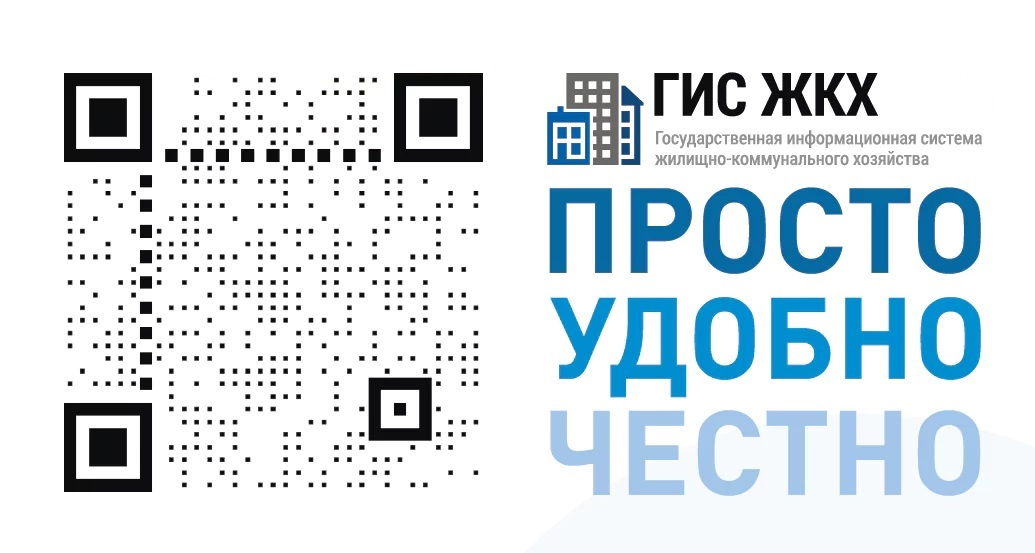 ГИС ЖКХ
Государственная информационная система
жилищно-коммунального хозяйства
ПРОСТО
УДОБНО
ЧЕСТНО